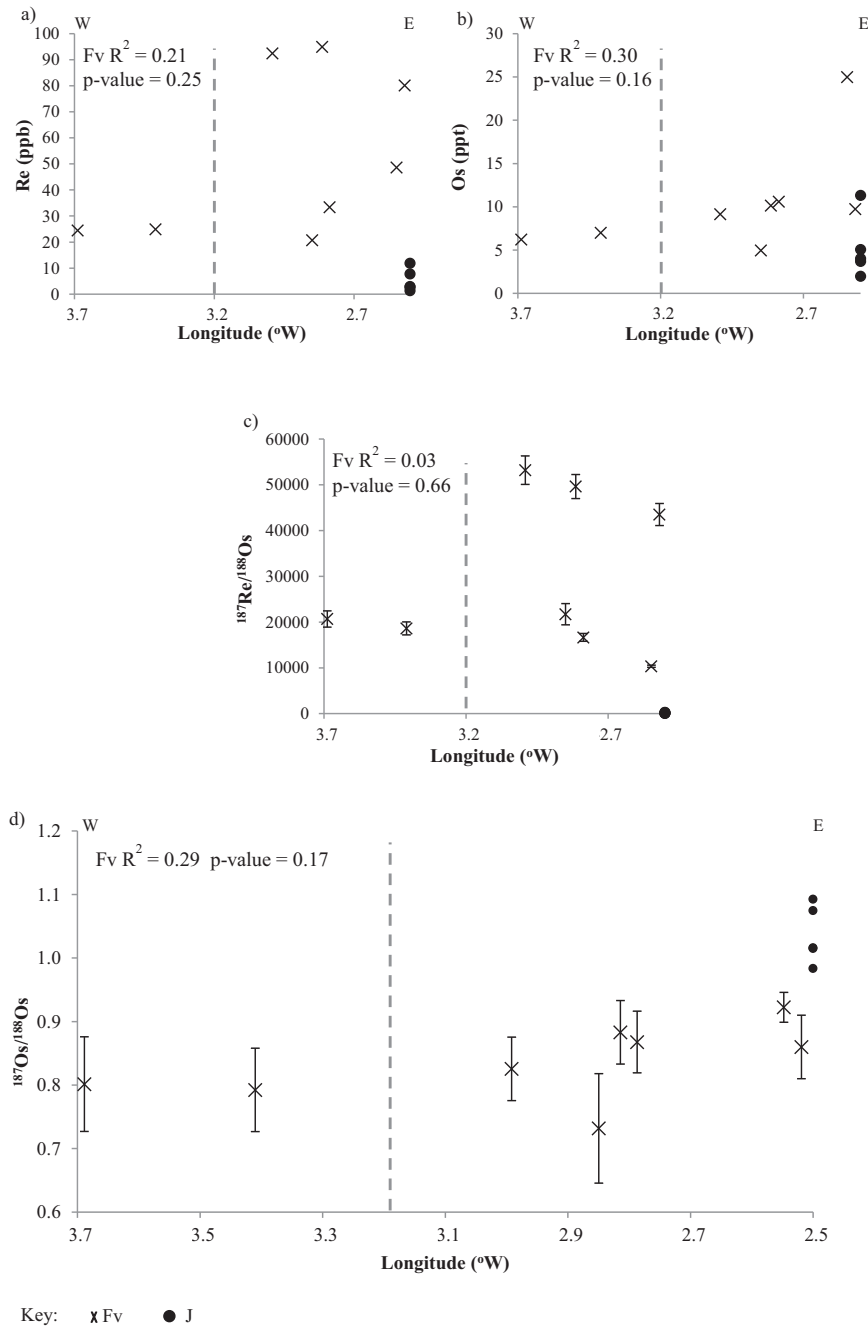 a)
W
E
Fv R² = 0.21
p-value = 0.25
Re (ppb)
100
90
80
70
60
50
40
30
20
10
0
3.7
3.2
2.7
Longitude (°W)
b)
W
E
Fv R² = 0.30
p-value = 0.16
Os (ppt)
30
25
20
15
10
5
0
3.7
3.2
2.7
Longitude (°W)
c)
Fv R² = 0.03
p-value = 0.66
¹⁸⁷Re/¹⁸⁸Os
60000
50000
40000
30000
20000
10000
0
3.7
3.2
2.7
Longitude (°W)
d)
W
E
Fv R² = 0.29 p-value = 0.17
¹⁸⁷Os/¹⁸⁸Os
1.2
1.1
1.0
0.9
0.8
0.7
0.6
3.7
3.5
3.3
3.1
2.9
2.7
2.5
Longitude (°W)
Key: x Fv ● J